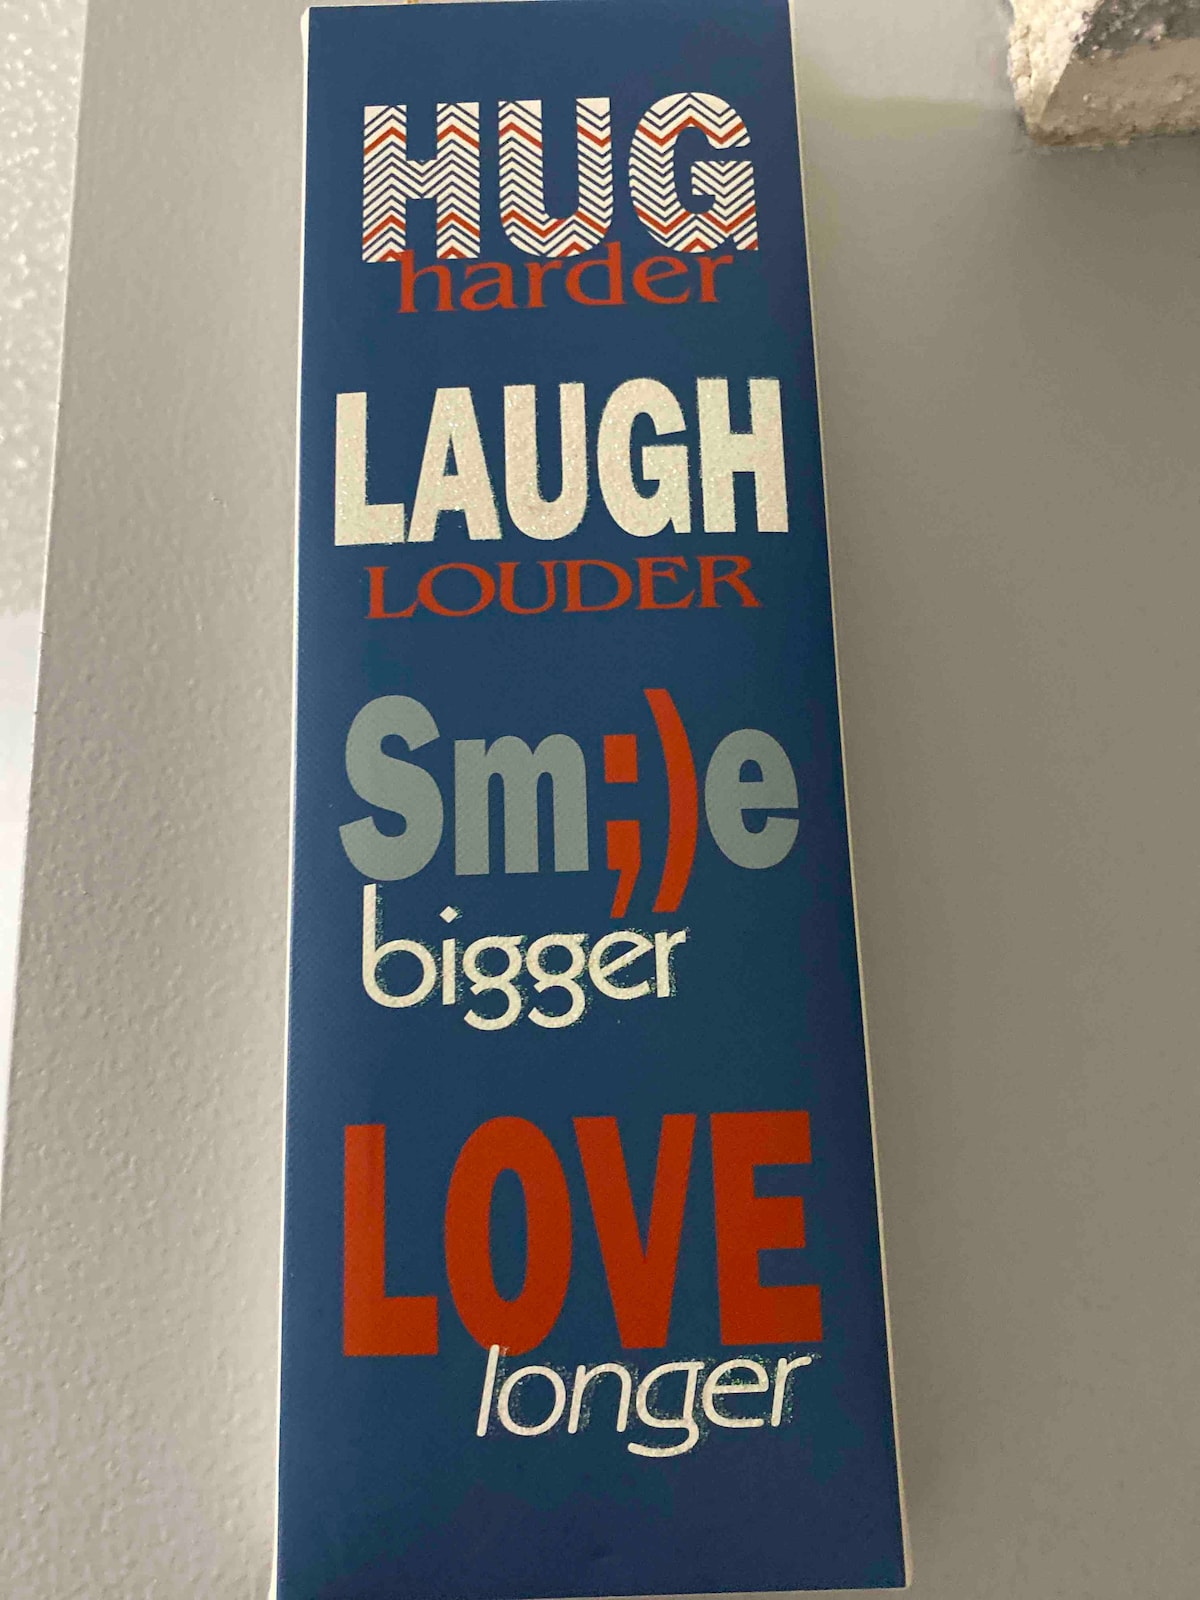 HUG
harder
LAUGH
LOUDER
Sm;)e
bigger
LOVE
longer